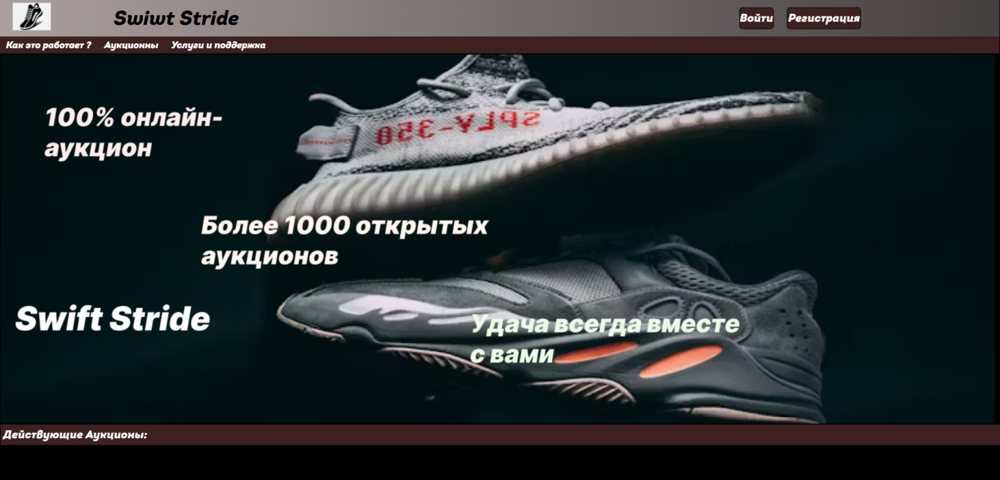 Swiwt Stride
Войти Регистрация
Как это работает ? Аукционны Услуги и поддержка
100% онлайн-
аукцион
SPLY-350
Более 1000 открытых
аукционов
Swift Stride
Удача всегда вместе
с вами
Действующие Аукционы: